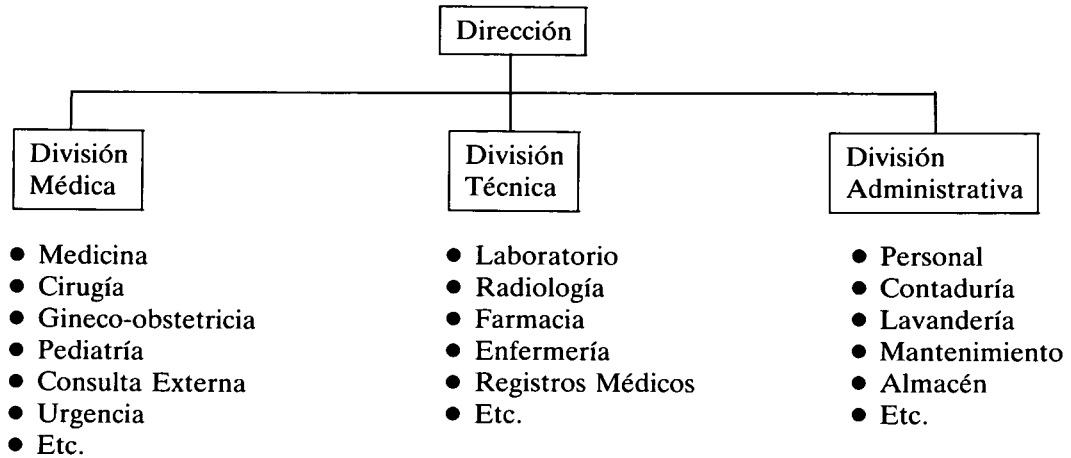 Dirección
División
Médica
● Medicina
● Cirugía
● Gineco-obstetricia
● Pediatría
● Consulta Externa
● Urgencia
● Etc.
División
Técnica
● Laboratorio
● Radiología
● Farmacia
● Enfermería
● Registros Médicos
● Etc.
División
Administrativa
● Personal
● Contaduría
● Lavandería
● Mantenimiento
● Almacén
● Etc.